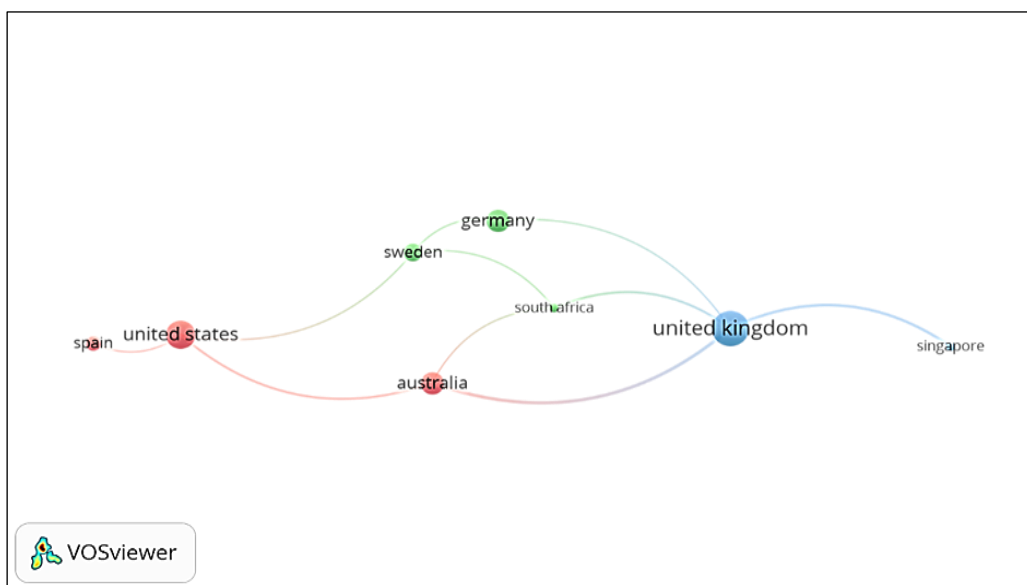 germany
sweden
south africa
united kingdom
united states
spain
singapore
australia
VOSviewer